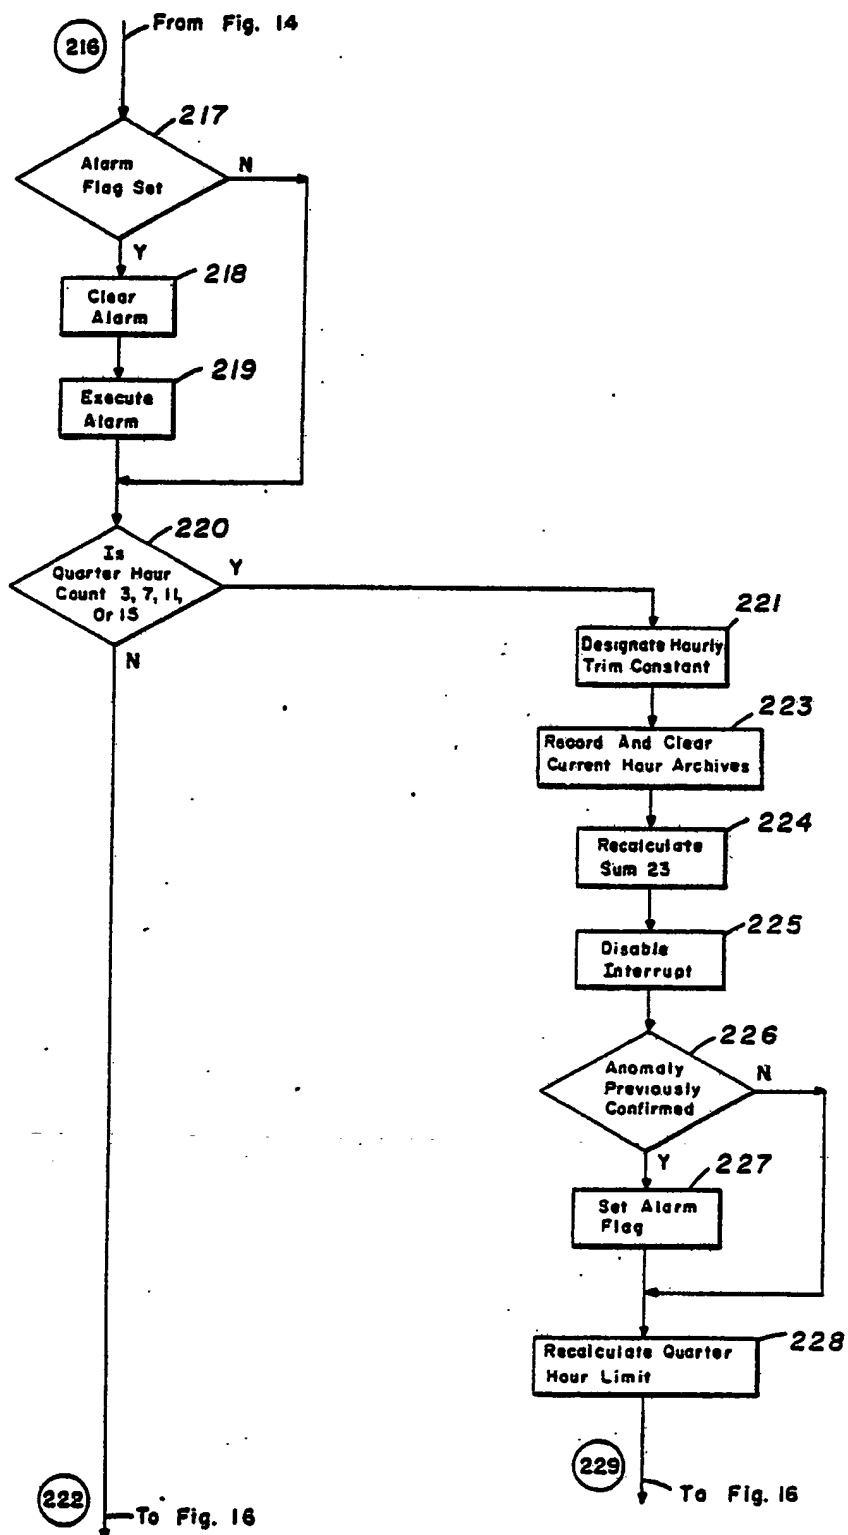 From Fig. 14
216
217
Alarm
Flag Set
N
Y
218
Clear
Alarm
219
Execute
Alarm
220
Is
Quarter Hour
Count 3, 7, 11,
Or 15
Y
N
221
Designate Hourly
Trim Constant
223
Record And Clear
Current Hour Archives
224
Recalculate
Sum 23
225
Disable
Interrupt
226
Anomaly
Previously
Confirmed
N
Y
227
Set Alarm
Flag
228
Recalculate Quarter
Hour Limit
229
To Fig. 16
222
To Fig. 16